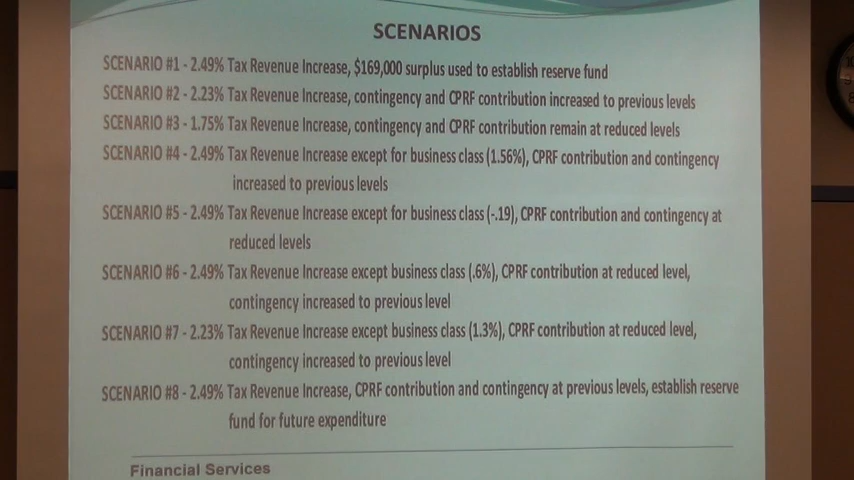 SCENARIOS
SCENARIO #1 - 2.49% Tax Revenue Increase, $169,000 surplus used to establish reserve fund
SCENARIO #2 - 2.23% Tax Revenue Increase, contingency and CPRF contribution increased to previous levels
SCENARIO #3 - 1.75% Tax Revenue Increase, contingency and CPRF contribution remain at reduced levels
SCENARIO #4 - 2.49% Tax Revenue Increase except for business class (1.56%), CPRF contribution and contingency
increased to previous levels
SCENARIO #5 - 2.49% Tax Revenue Increase except for business class (-.19), CPRF contribution and contingency at
reduced levels
SCENARIO #6 - 2.49% Tax Revenue Increase except business class (.6%), CPRF contribution at reduced level,
contingency increased to previous level
SCENARIO #7 - 2.23% Tax Revenue Increase except business class (1.3%), CPRF contribution at reduced level,
contingency increased to previous level
SCENARIO #8 - 2.49% Tax Revenue Increase, CPRF contribution and contingency at previous levels, establish reserve
fund for future expenditure
Financial Services